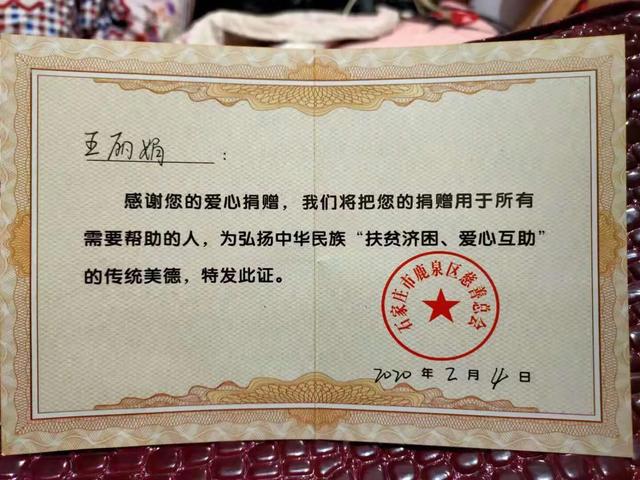 王丽娟：
感谢您的爱心捐赠，我们将把您的捐赠用于所有
需要帮助的人，为弘扬中华民族“扶贫济困、爱心互助”
的传统美德，特发此证。
石家庄市鹿泉区慈善总会
2020年2月4日